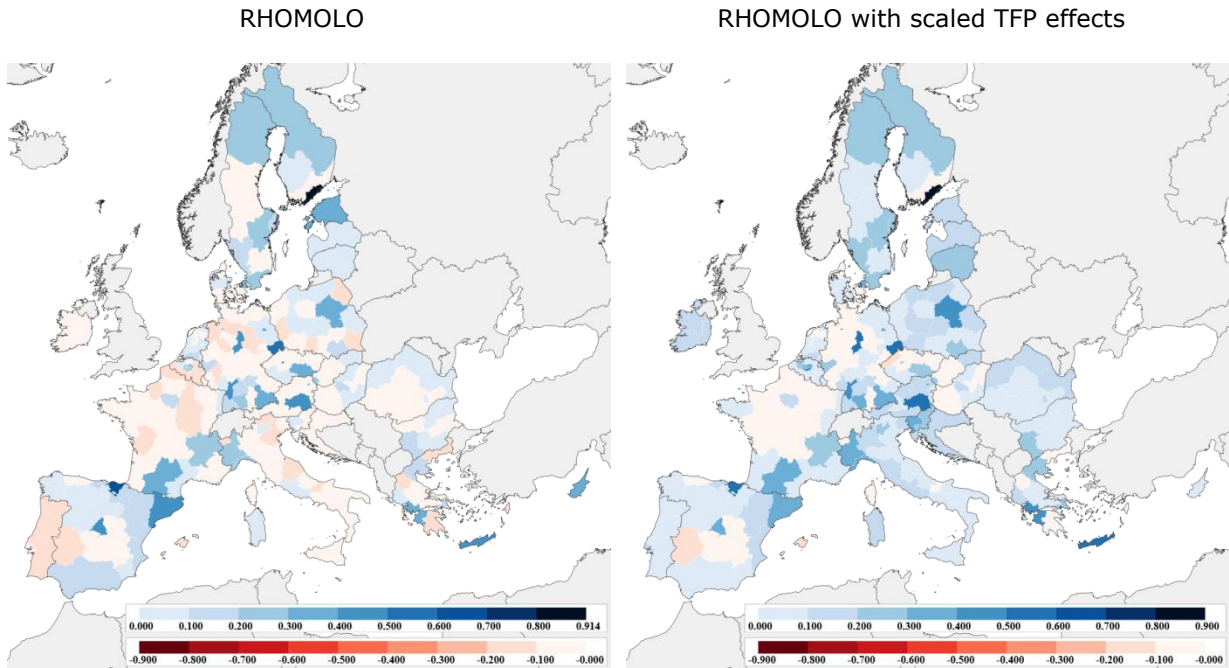 RHOMOLO
RHOMOLO with scaled TFP effects
0.000 0.100 0.200 0.300 0.400 0.500 0.600 0.700 0.800 0.914
-0.900 -0.800 -0.700 -0.600 -0.500 -0.400 -0.300 -0.200 -0.100 -0.000
0.000 0.100 0.200 0.300 0.400 0.500 0.600 0.700 0.800 0.900
-0.900 -0.800 -0.700 -0.600 -0.500 -0.400 -0.300 -0.200 -0.100 -0.000